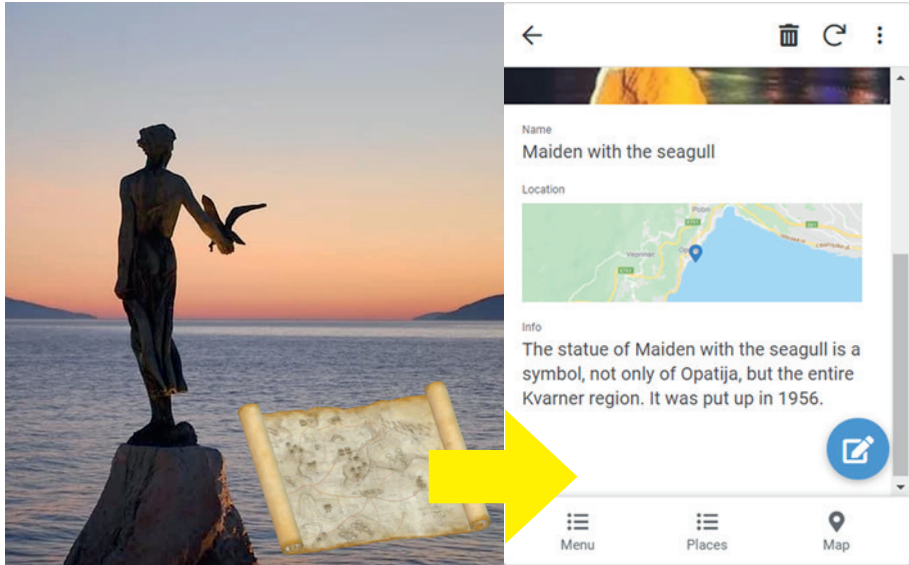 Name
Maiden with the seagull
Location
Info
The statue of Maiden with the seagull is a
symbol, not only of Opatija, but the entire
Kvarner region. It was put up in 1956.
Menu
Places
Map